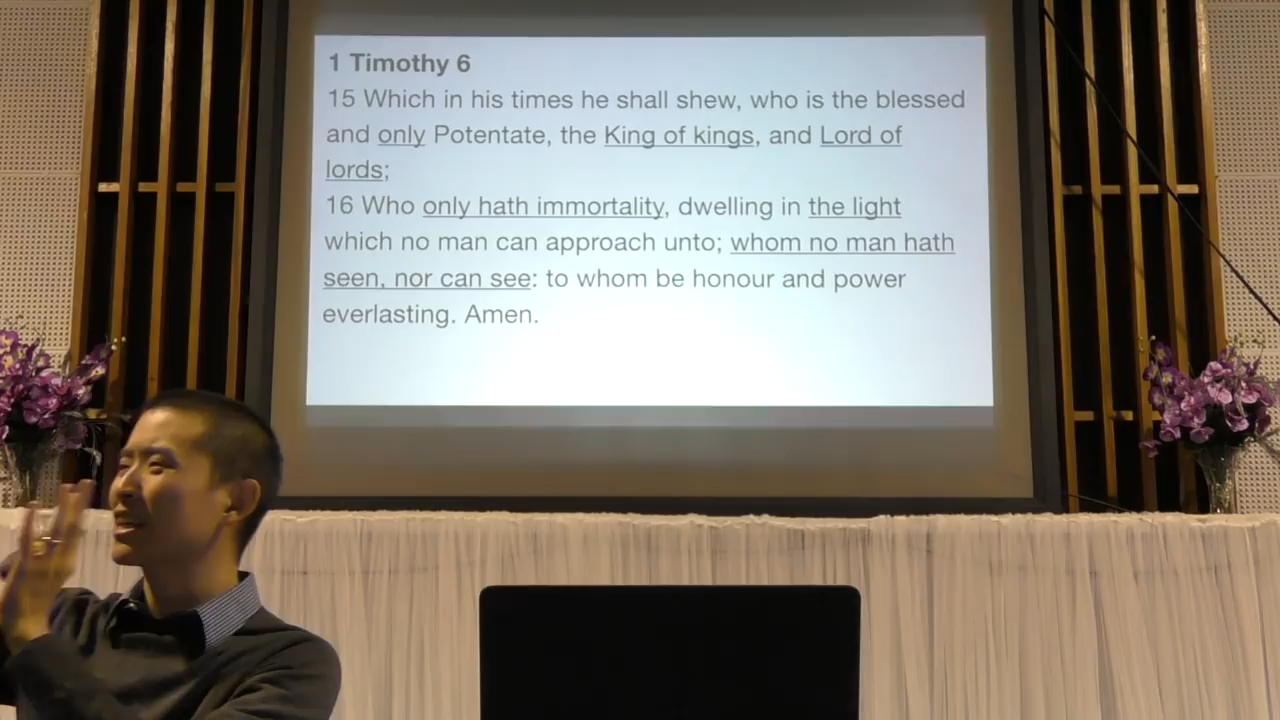 1 Timothy 6
15 Which in his times he shall shew, who is the blessed
and only Potentate, the King of kings, and Lord of
lords;
16 Who only hath immortality, dwelling in the light
which no man can approach unto; whom no man hath
seen, nor can see: to whom be honour and power
everlasting. Amen.